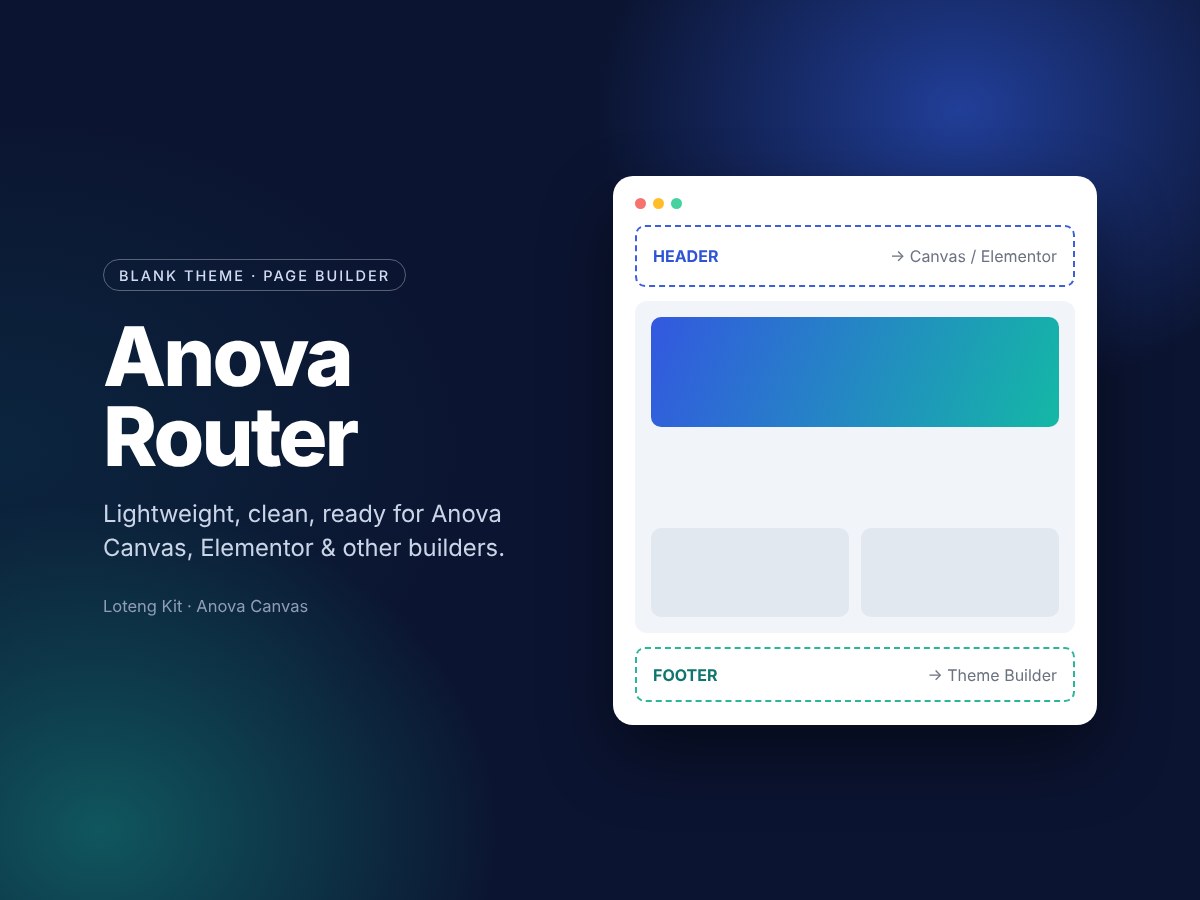 BLANK THEME · PAGE BUILDER
Anova
Router
Lightweight, clean, ready for Anova
Canvas, Elementor & other builders.
Loteng Kit · Anova Canvas
HEADER → Canvas / Elementor
FOOTER → Theme Builder